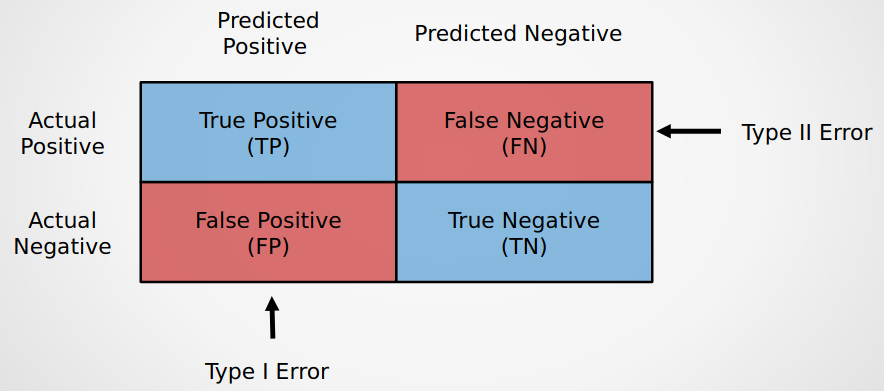 Predicted
Positive
Predicted Negative
Actual
Positive
True Positive
(TP)
False Negative
(FN)
Type II Error
Actual
Negative
False Positive
(FP)
True Negative
(TN)
Type I Error